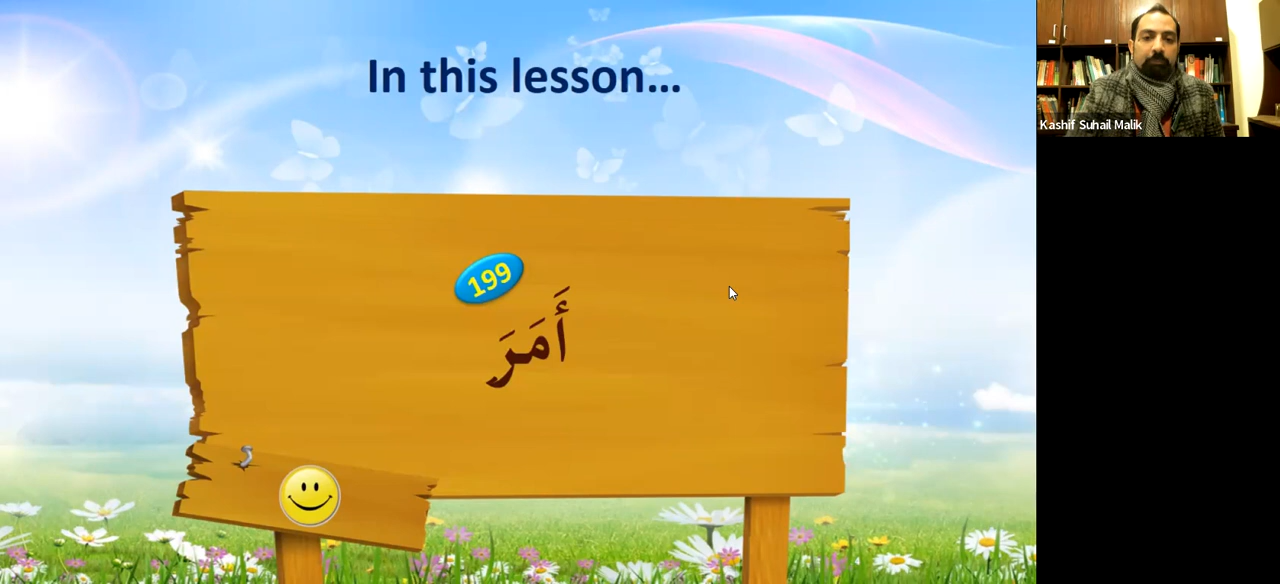 In this lesson...
199
أَمَرَ
Kashif Suhail Malik